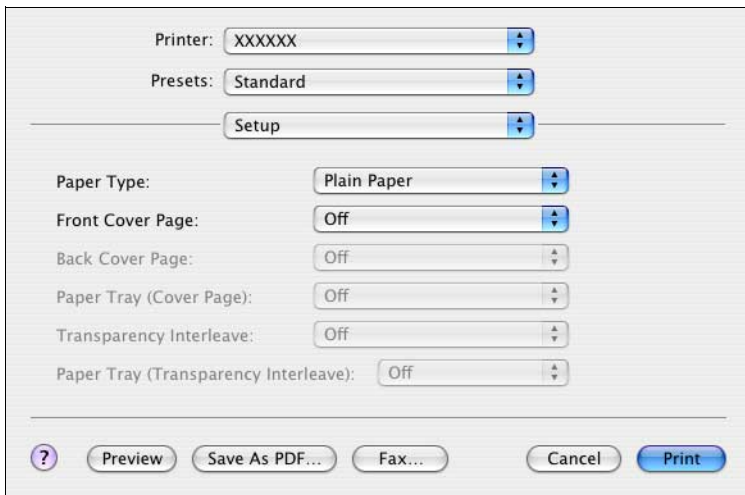 Printer: XXXXXX
Presets: Standard
Setup
Paper Type: Plain Paper
Front Cover Page: Off
Back Cover Page: Off
Paper Tray (Cover Page): Off
Transparency Interleave: Off
Paper Tray (Transparency Interleave): Off
? Preview Save As PDF... Fax... Cancel Print